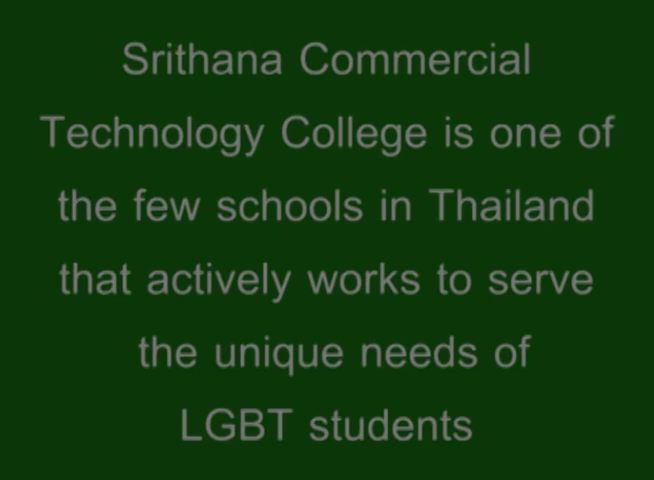 Srithana Commercial
Technology College is one of
the few schools in Thailand
that actively works to serve
the unique needs of
LGBT students